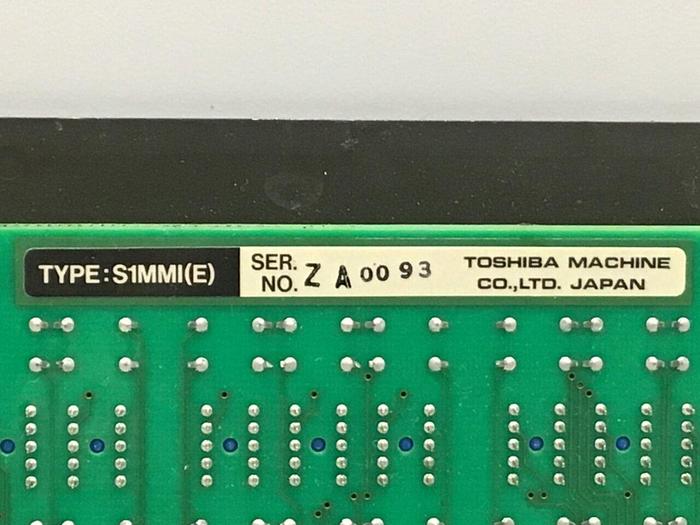 TYPE:S1MMI(E)
SER.
NO. Z A 00 93
TOSHIBA MACHINE
CO.,LTD. JAPAN